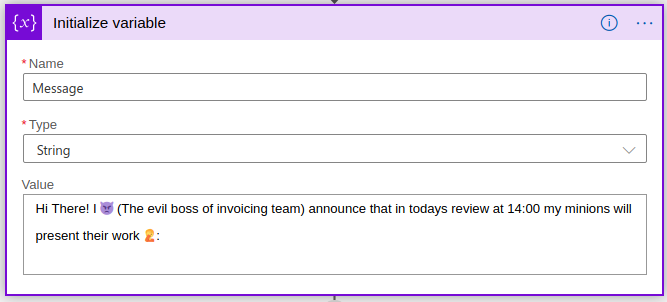 {x} Initialize variable
* Name
Message
* Type
String
Value
Hi There! I 😈 (The evil boss of invoicing team) announce that in todays review at 14:00 my minions will
present their work 🙋: